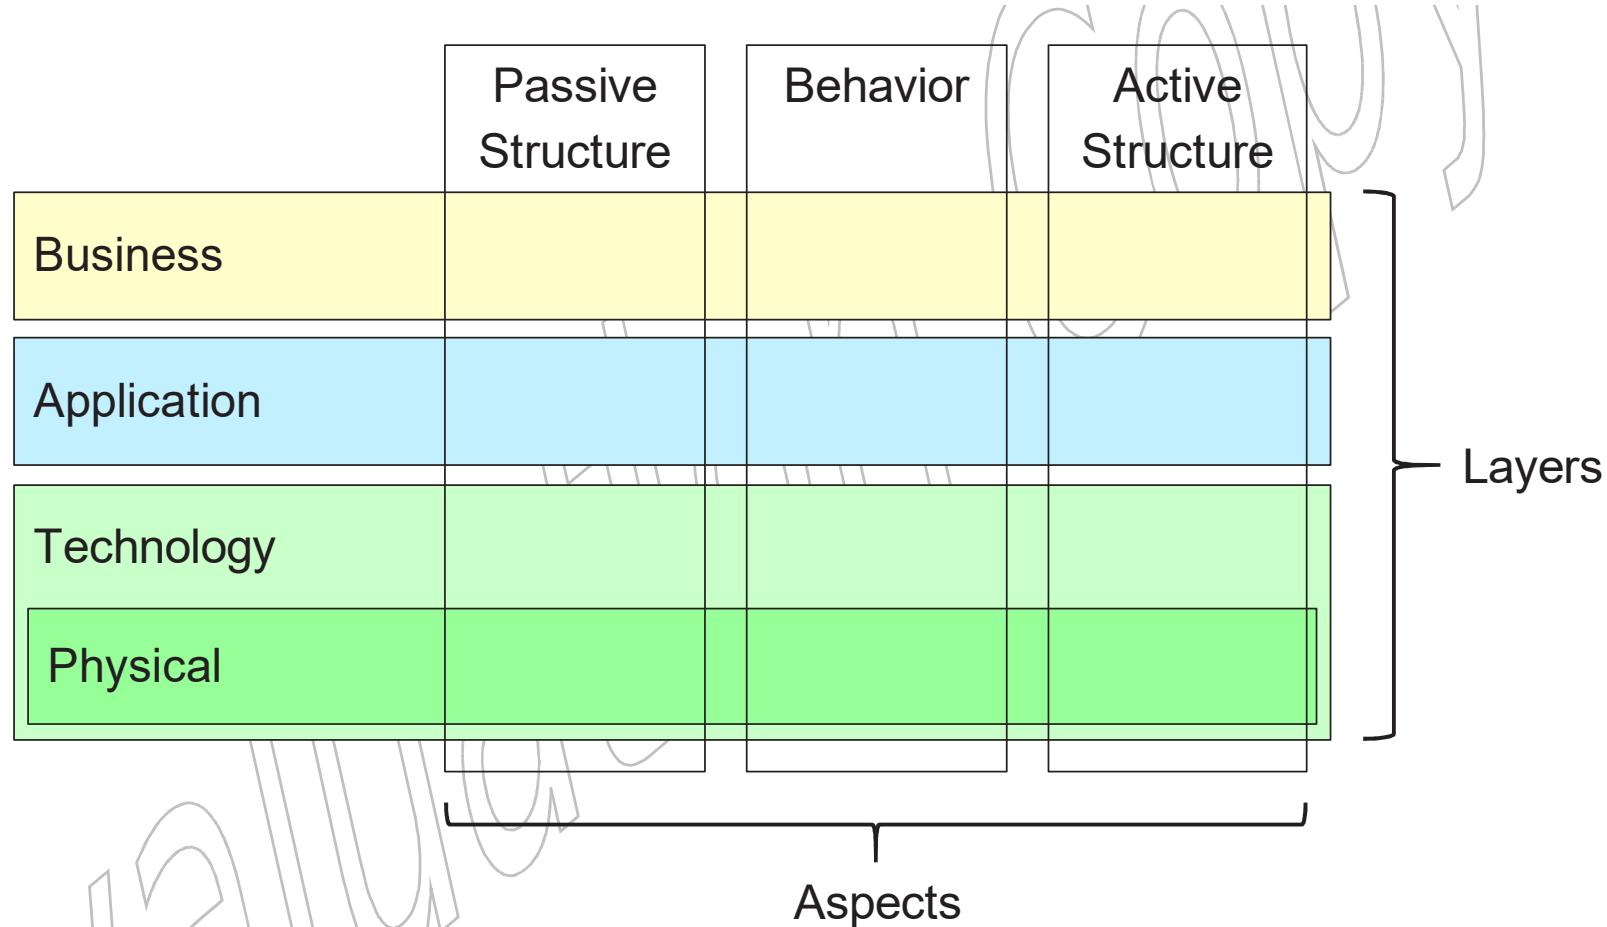 Passive
Structure
Behavior
Active
Structure
Business
Application
Technology
Physical
Layers
Aspects